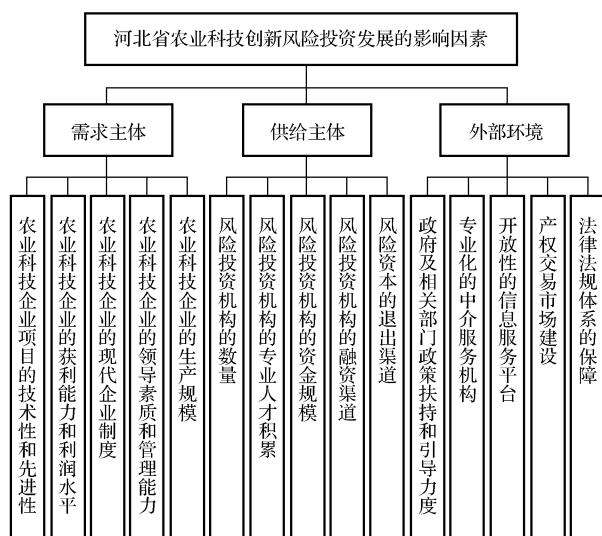 河北省农业科技创新风险投资发展的影响因素
需求主体
供给主体
外部环境
农业科技企业项目的技术性和先进性
农业科技企业的获利能力和利润水平
农业科技企业的现代企业制度
农业科技企业的领导素质和管理能力
农业科技企业的生产规模
风险投资机构的数量
风险投资机构的专业人才积累
风险投资机构的资金规模
风险投资机构的融资渠道
风险资本的退出渠道
政府及相关部门政策扶持和引导力度
专业化的中介服务机构
开放性的信息服务平台
产权交易市场建设
法律法规体系的保障